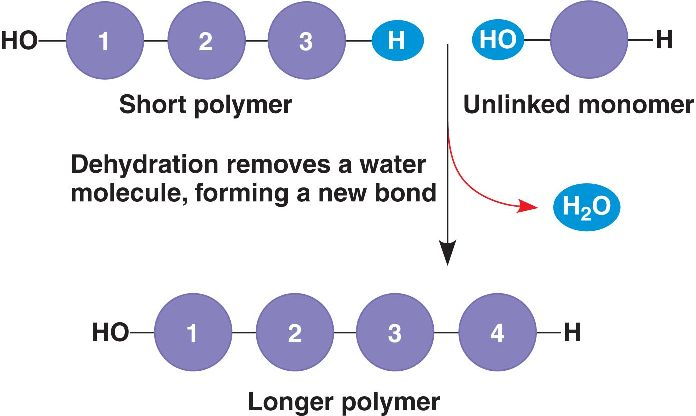 HO 1 2 3 H HO H
Short polymer Unlinked monomer
Dehydration removes a water
molecule, forming a new bond
H₂O
HO 1 2 3 4 H
Longer polymer